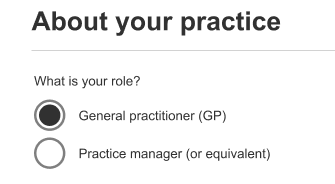 About your practice
What is your role?
General practitioner (GP)
Practice manager (or equivalent)